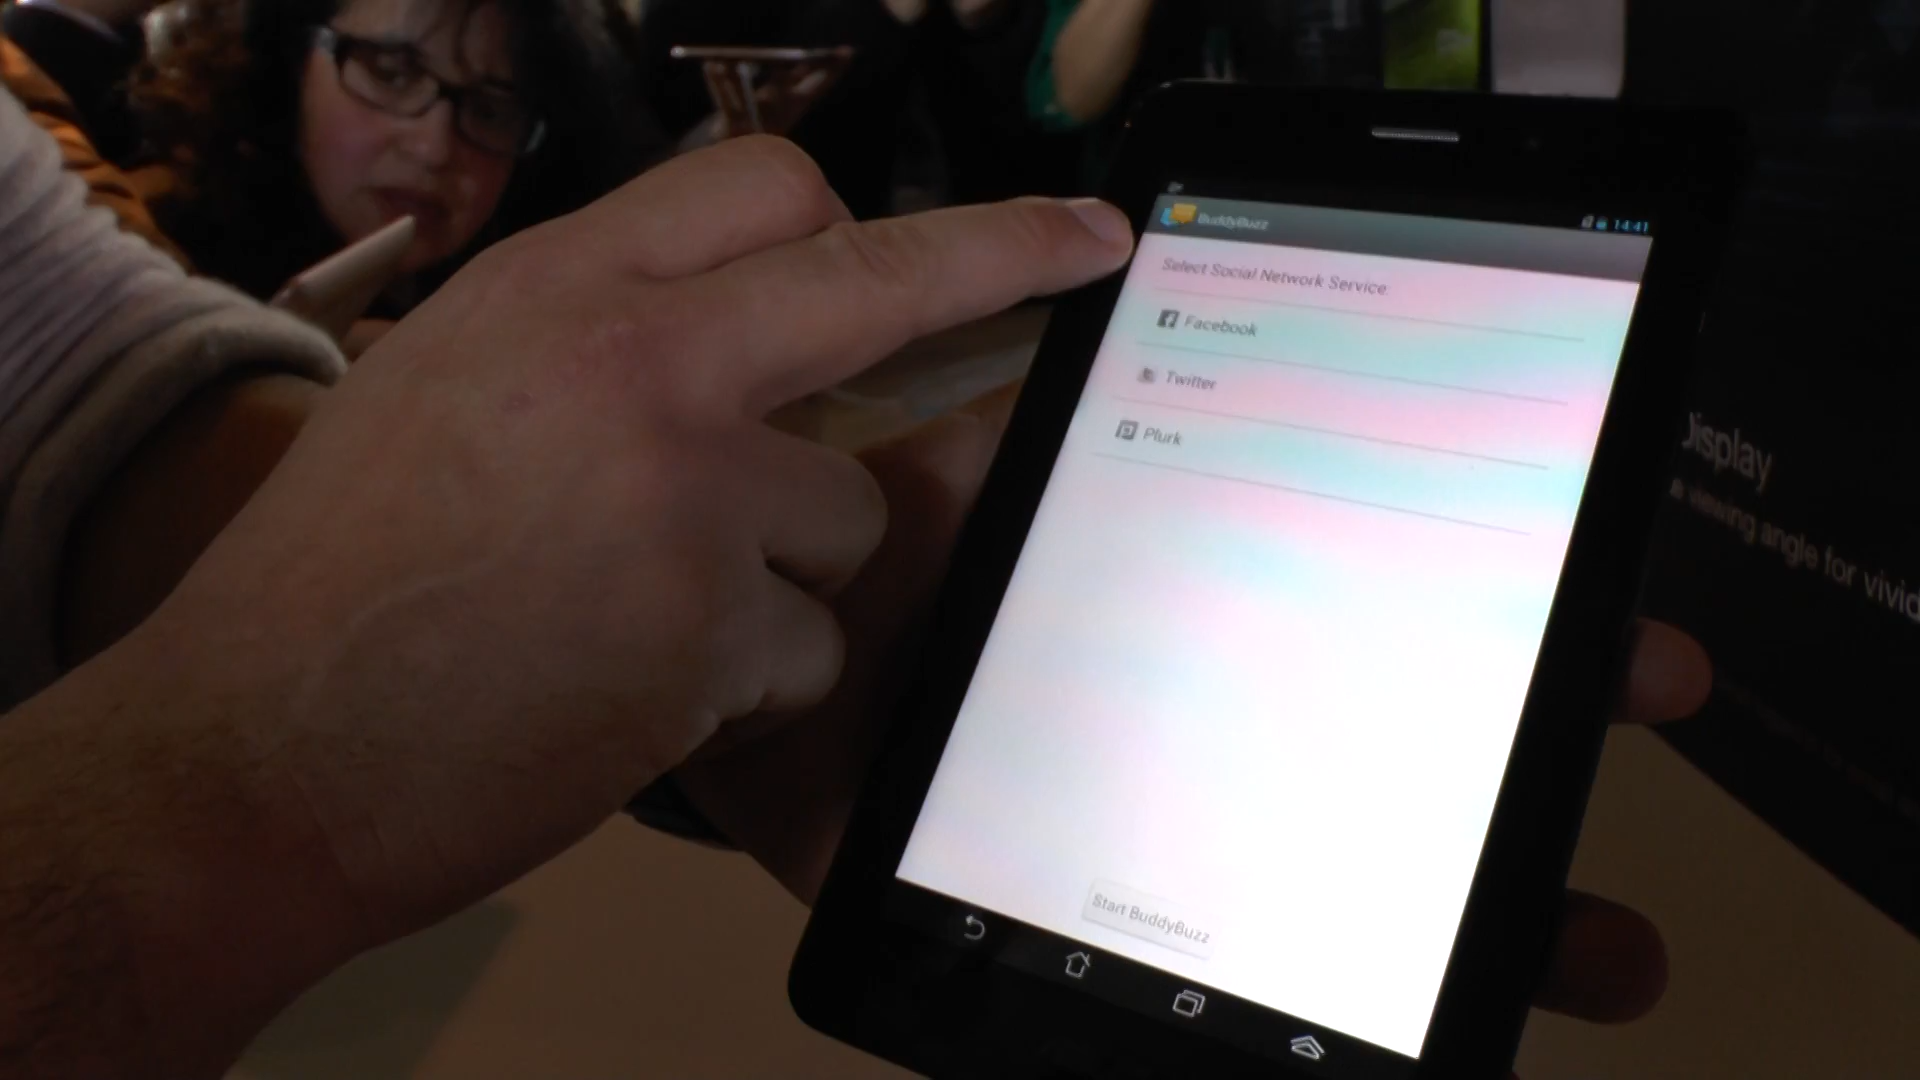 BuddyBuzz
14:41
Select Social Network Service
Facebook
Twitter
Plurk
Start BuddyBuzz
Display
viewing angle for vivid